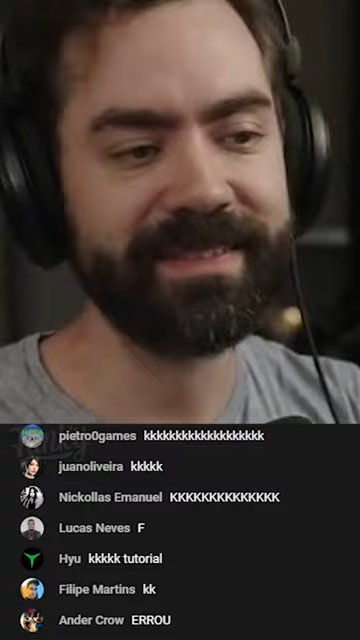 pietro0games kkkkkkkkkkkkkkkkkkk
juanoliveira kkkkk
Nickollas Emanuel KKKKKKKKKKKKKK
Lucas Neves F
Hyu kkkkk tutorial
Filipe Martins kk
Ander Crow ERROU